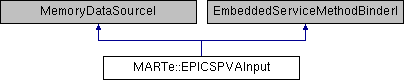 MemoryDataSourceI
EmbeddedServiceMethodBinderI
MARTe::EPICSPVAInput